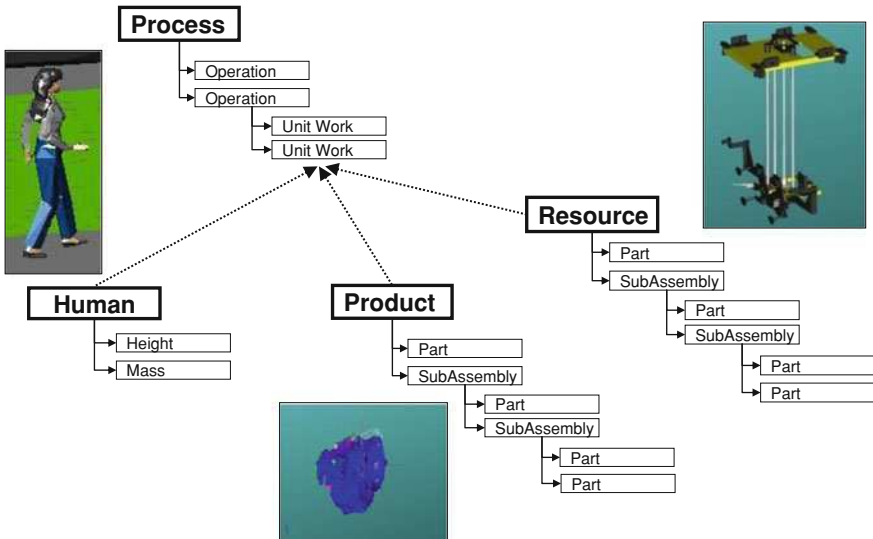 Process
Operation
Operation
Unit Work
Unit Work
Resource
Part
SubAssembly
Part
SubAssembly
Part
Part
Human
Height
Mass
Product
Part
SubAssembly
Part
SubAssembly
Part
Part